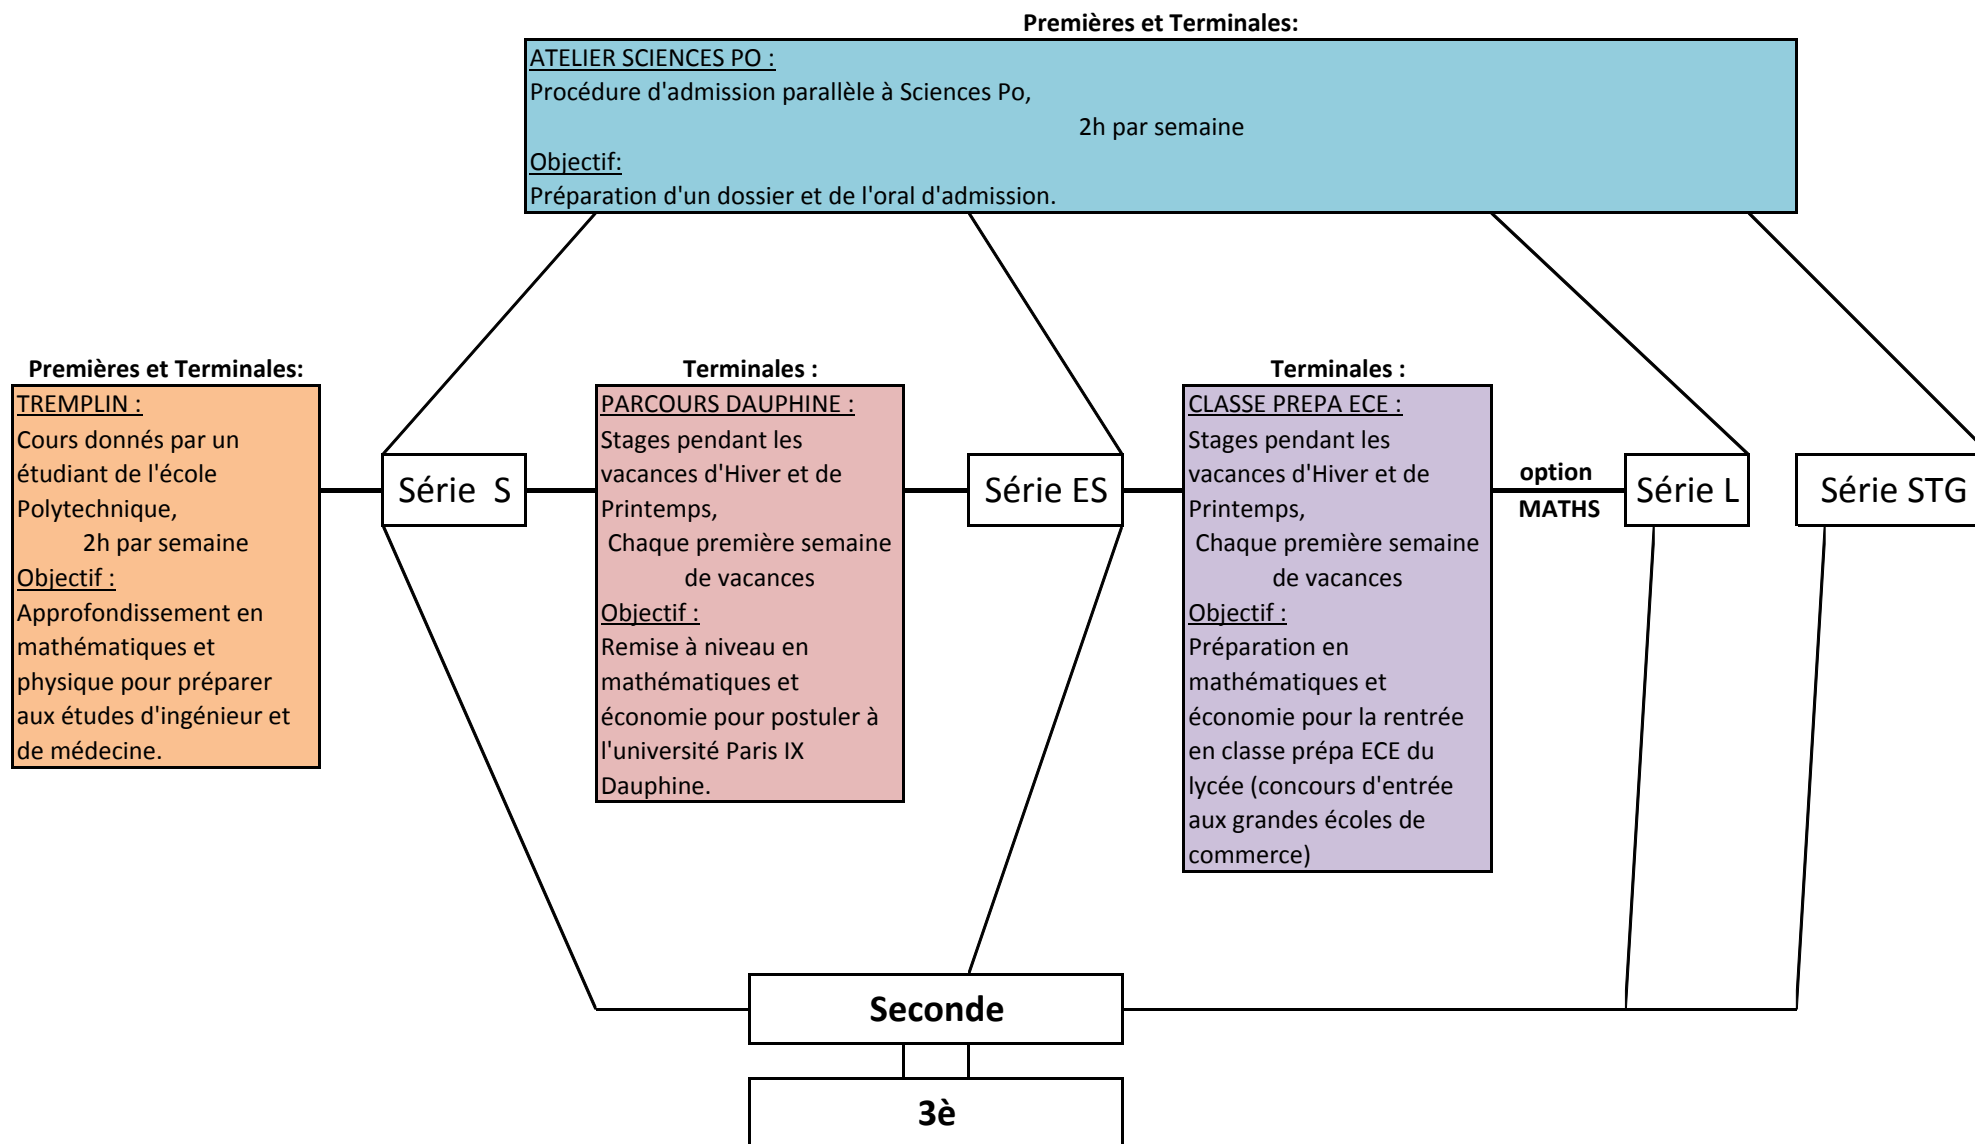 Premières et Terminales:
ATELIER SCIENCES PO :
Procédure d'admission parallèle à Sciences Po,
2h par semaine
Objectif:
Préparation d'un dossier et de l'oral d'admission.
Premières et Terminales:
TREMPLIN :
Cours donnés par un
étudiant de l'école
Polytechnique,
2h par semaine
Objectif :
Approfondissement en
mathématiques et
physique pour préparer
aux études d'ingénieur et
de médecine.
Série S
Terminales :
PARCOURS DAUPHINE :
Stages pendant les
vacances d'Hiver et de
Printemps,
Chaque première semaine
de vacances
Objectif :
Remise à niveau en
mathématiques et
économie pour postuler à
l'université Paris IX
Dauphine.
Série ES
Terminales :
CLASSE PREPA ECE :
Stages pendant les
vacances d'Hiver et de
Printemps,
Chaque première semaine
de vacances
Objectif :
Préparation en
mathématiques et
économie pour la rentrée
en classe prépa ECE du
lycée (concours d'entrée
aux grandes écoles de
commerce)
option
MATHS
Série L
Série STG
Seconde
3è